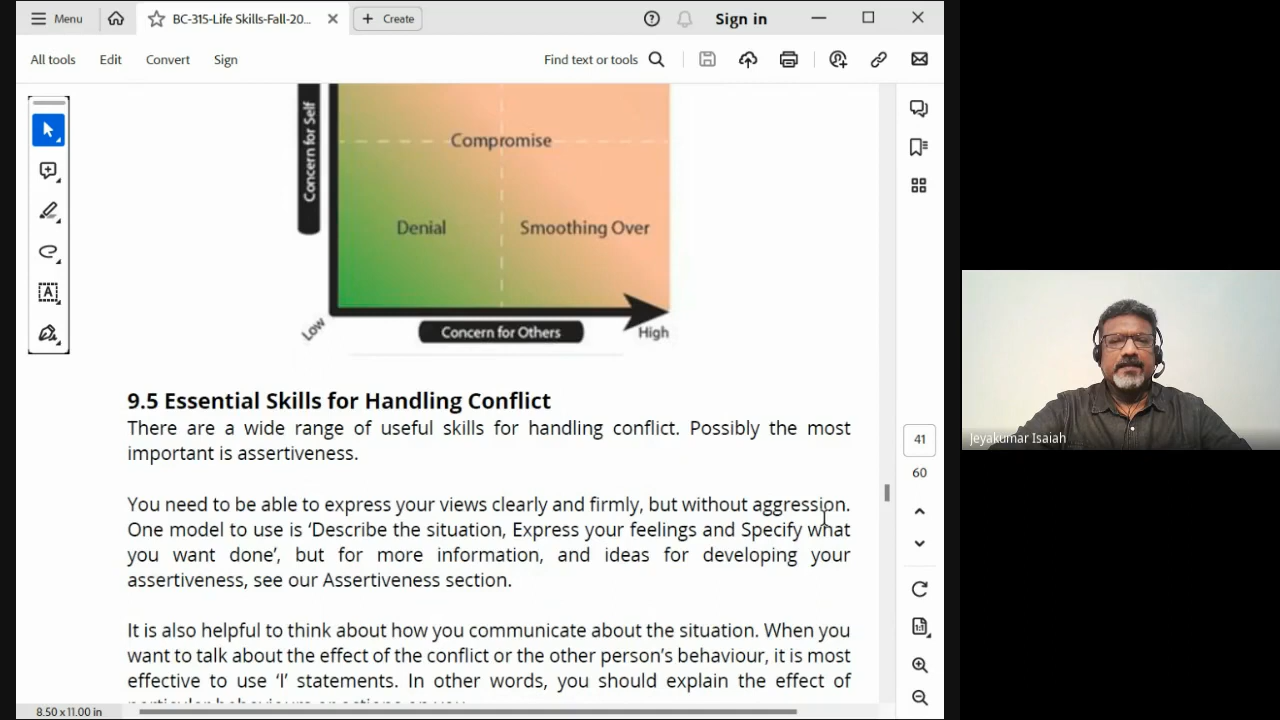 Menu
BC-315-Life Skills-Fall-20...
Create
Sign in
All tools
Edit
Convert
Sign
Find text or tools
Concern for Self
Compromise
Denial
Smoothing Over
Low
Concern for Others
High
9.5 Essential Skills for Handling Conflict
There are a wide range of useful skills for handling conflict. Possibly the most
important is assertiveness.
You need to be able to express your views clearly and firmly, but without aggression.
One model to use is ‘Describe the situation, Express your feelings and Specify what
you want done’, but for more information, and ideas for developing your
assertiveness, see our Assertiveness section.
It is also helpful to think about how you communicate about the situation. When you
want to talk about the effect of the conflict or the other person’s behaviour, it is most
effective to use ‘I’ statements. In other words, you should explain the effect of
41
60
8.50 x 11.00 in
Jeyakumar Isaiah